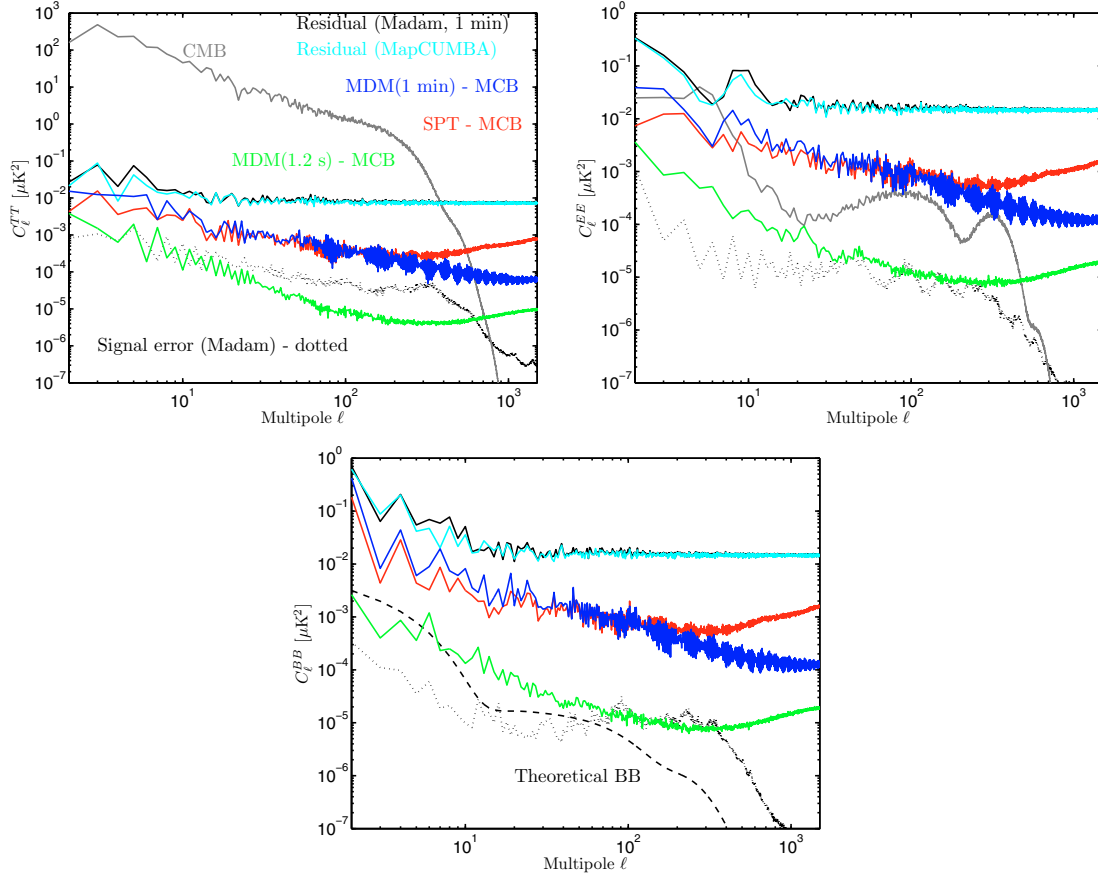 Residual (Madam, 1 min)
CMB
Residual (MapCUMBA)
MDM(1 min) - MCB
SPT - MCB
MDM(1.2 s) - MCB
Signal error (Madam) - dotted
C_ℓ^{TT} [μK²]
10³
10²
10¹
10⁰
10⁻¹
10⁻²
10⁻³
10⁻⁴
10⁻⁵
10⁻⁶
10⁻⁷
10¹ 10² 10³
Multipole ℓ
C_ℓ^{EE} [μK²]
10⁰
10⁻¹
10⁻²
10⁻³
10⁻⁴
10⁻⁵
10⁻⁶
10⁻⁷
10¹ 10² 10³
Multipole ℓ
C_ℓ^{BB} [μK²]
10⁰
10⁻¹
10⁻²
10⁻³
10⁻⁴
10⁻⁵
10⁻⁶
10⁻⁷
Theoretical BB
10¹ 10² 10³
Multipole ℓ